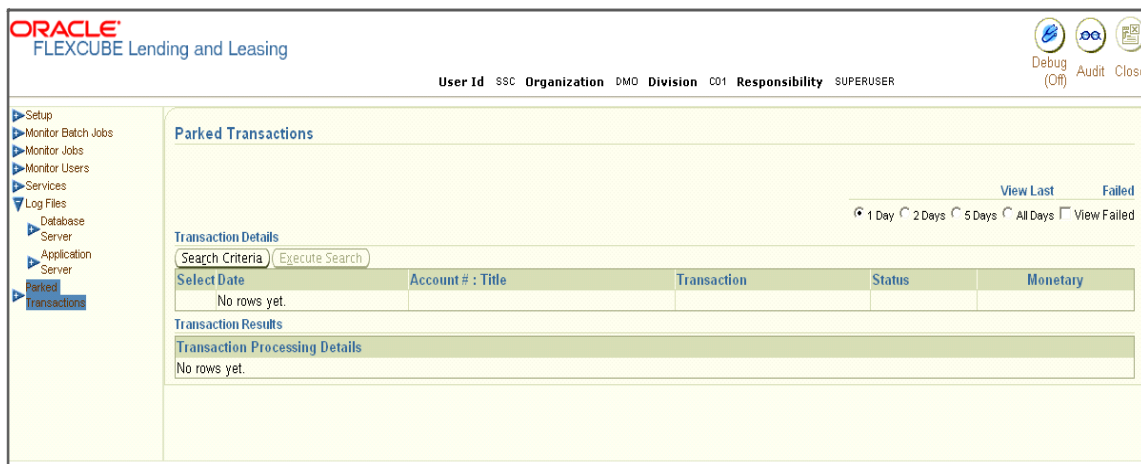 ORACLE
FLEXCUBE Lending and Leasing
Debug (Off)
Audit
Close
User Id SSC Organization DMO Division C01 Responsibility SUPERUSER
Setup
Monitor Batch Jobs
Monitor Jobs
Monitor Users
Services
Log Files
Database
Server
Application
Server
Parked
Transactions
Parked Transactions
View Last Failed
1 Day 2 Days 5 Days All Days View Failed
Transaction Details
Search Criteria Execute Search
Select Date Account # : Title Transaction Status Monetary
No rows yet.
Transaction Results
Transaction Processing Details
No rows yet.